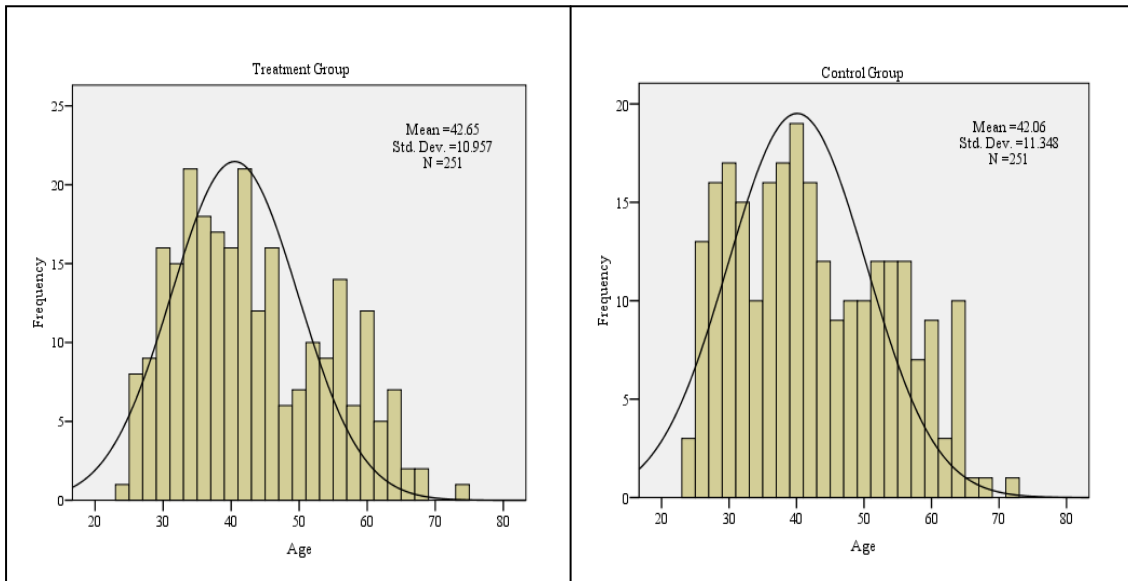 Treatment Group
Mean =42.65
Std. Dev. =10.957
N =251
25
20
15
10
5
0
Frequency
20 30 40 50 60 70 80
Age
Control Group
Mean =42.06
Std. Dev. =11.348
N =251
20
15
10
5
0
Frequency
20 30 40 50 60 70 80
Age